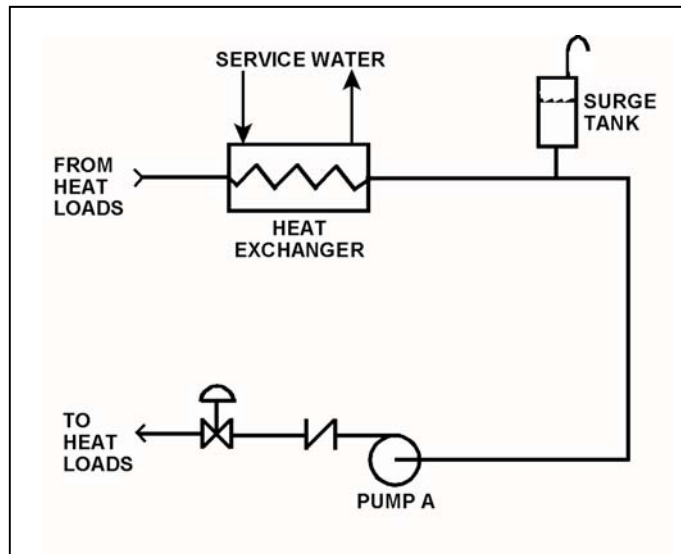 SERVICE WATER
SURGE
TANK
FROM
HEAT
LOADS
HEAT
EXCHANGER
TO
HEAT
LOADS
PUMP A